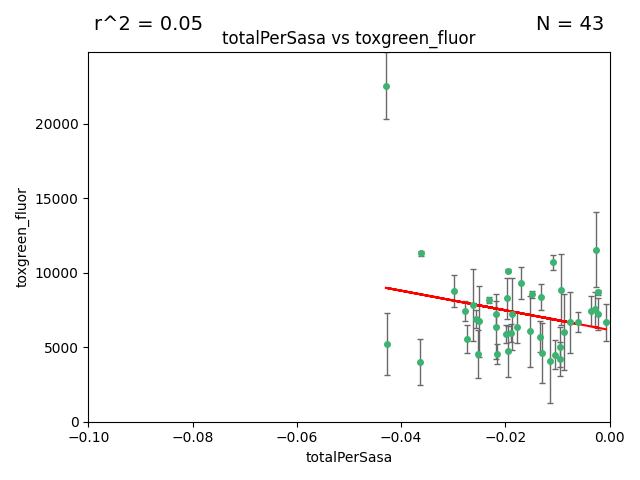 r^2 = 0.05
N = 43
totalPerSasa vs toxgreen_fluor
20000
15000
10000
5000
0
toxgreen_fluor
−0.10
−0.08
−0.06
−0.04
−0.02
0.00
totalPerSasa